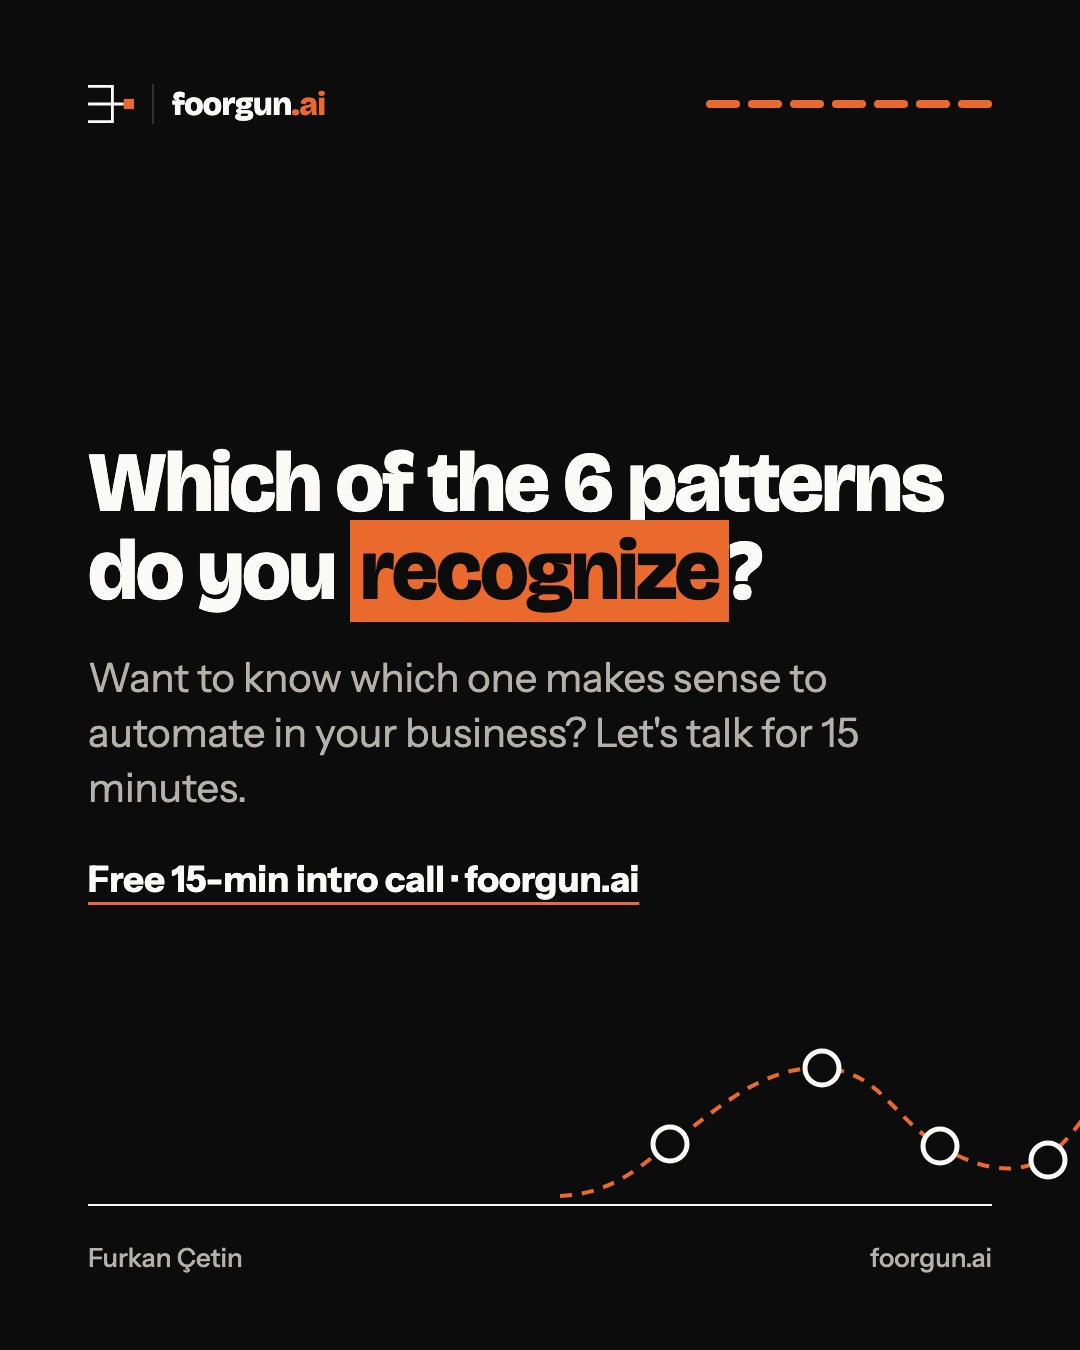 foorgun.ai
Which of the 6 patterns
do you recognize?
Want to know which one makes sense to
automate in your business? Let's talk for 15
minutes.
Free 15-min intro call · foorgun.ai
Furkan Çetin
foorgun.ai